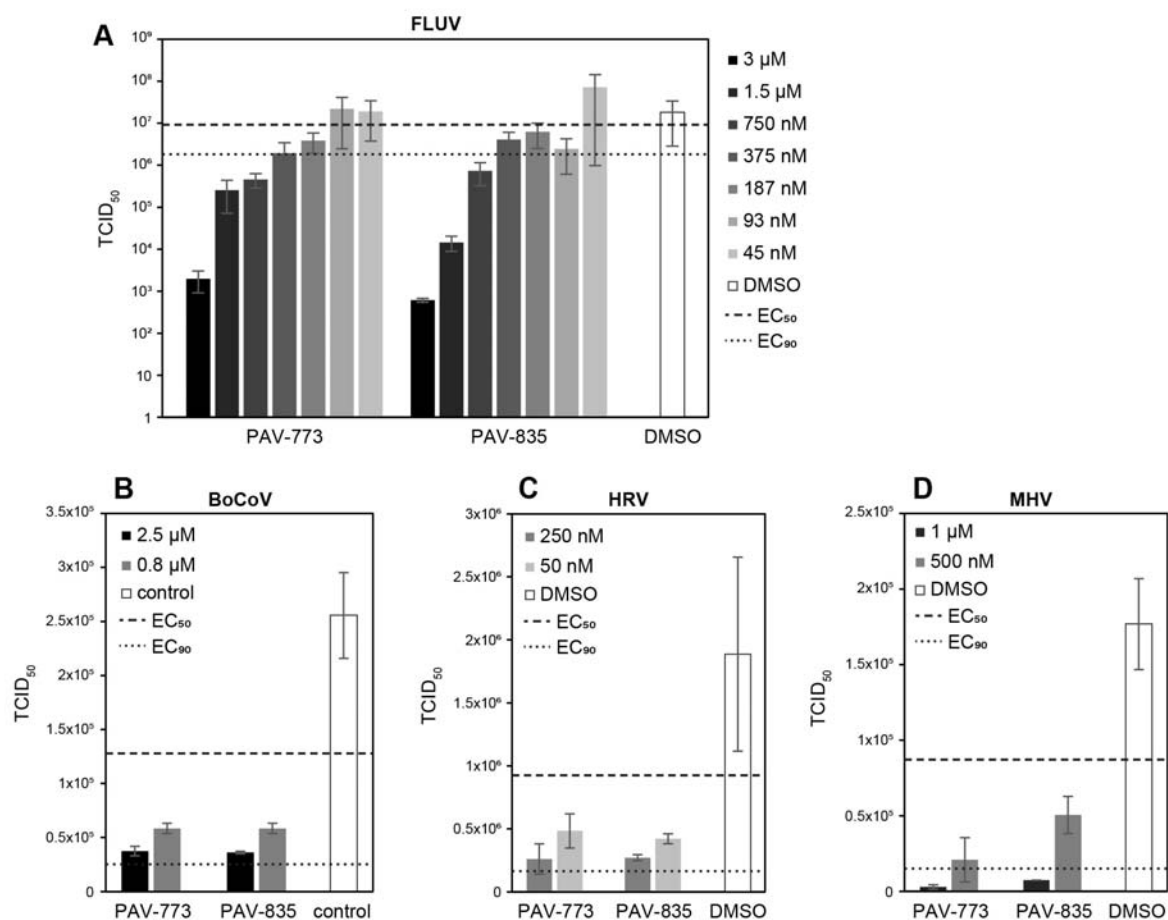 A
FLUV
TCID₅₀
10⁹
10⁸
10⁷
10⁶
10⁵
10⁴
10³
10²
10
1
PAV-773
PAV-835
DMSO
3 µM
1.5 µM
750 nM
375 nM
187 nM
93 nM
45 nM
DMSO
EC₅₀
EC₉₀
B
BoCoV
TCID₅₀
3.5x10⁵
3x10⁵
2.5x10⁵
2x10⁵
1.5x10⁵
1x10⁵
0.5x10⁵
0
2.5 µM
0.8 µM
control
EC₅₀
EC₉₀
PAV-773
PAV-835
control
C
HRV
TCID₅₀
3x10⁶
2.5x10⁶
2x10⁶
1.5x10⁶
1x10⁶
0.5x10⁶
0
250 nM
50 nM
DMSO
EC₅₀
EC₉₀
PAV-773
PAV-835
DMSO
D
MHV
TCID₅₀
2.5x10⁵
2x10⁵
1.5x10⁵
1x10⁵
0.5x10⁵
0
1 µM
500 nM
DMSO
EC₅₀
EC₉₀
PAV-773
PAV-835
DMSO